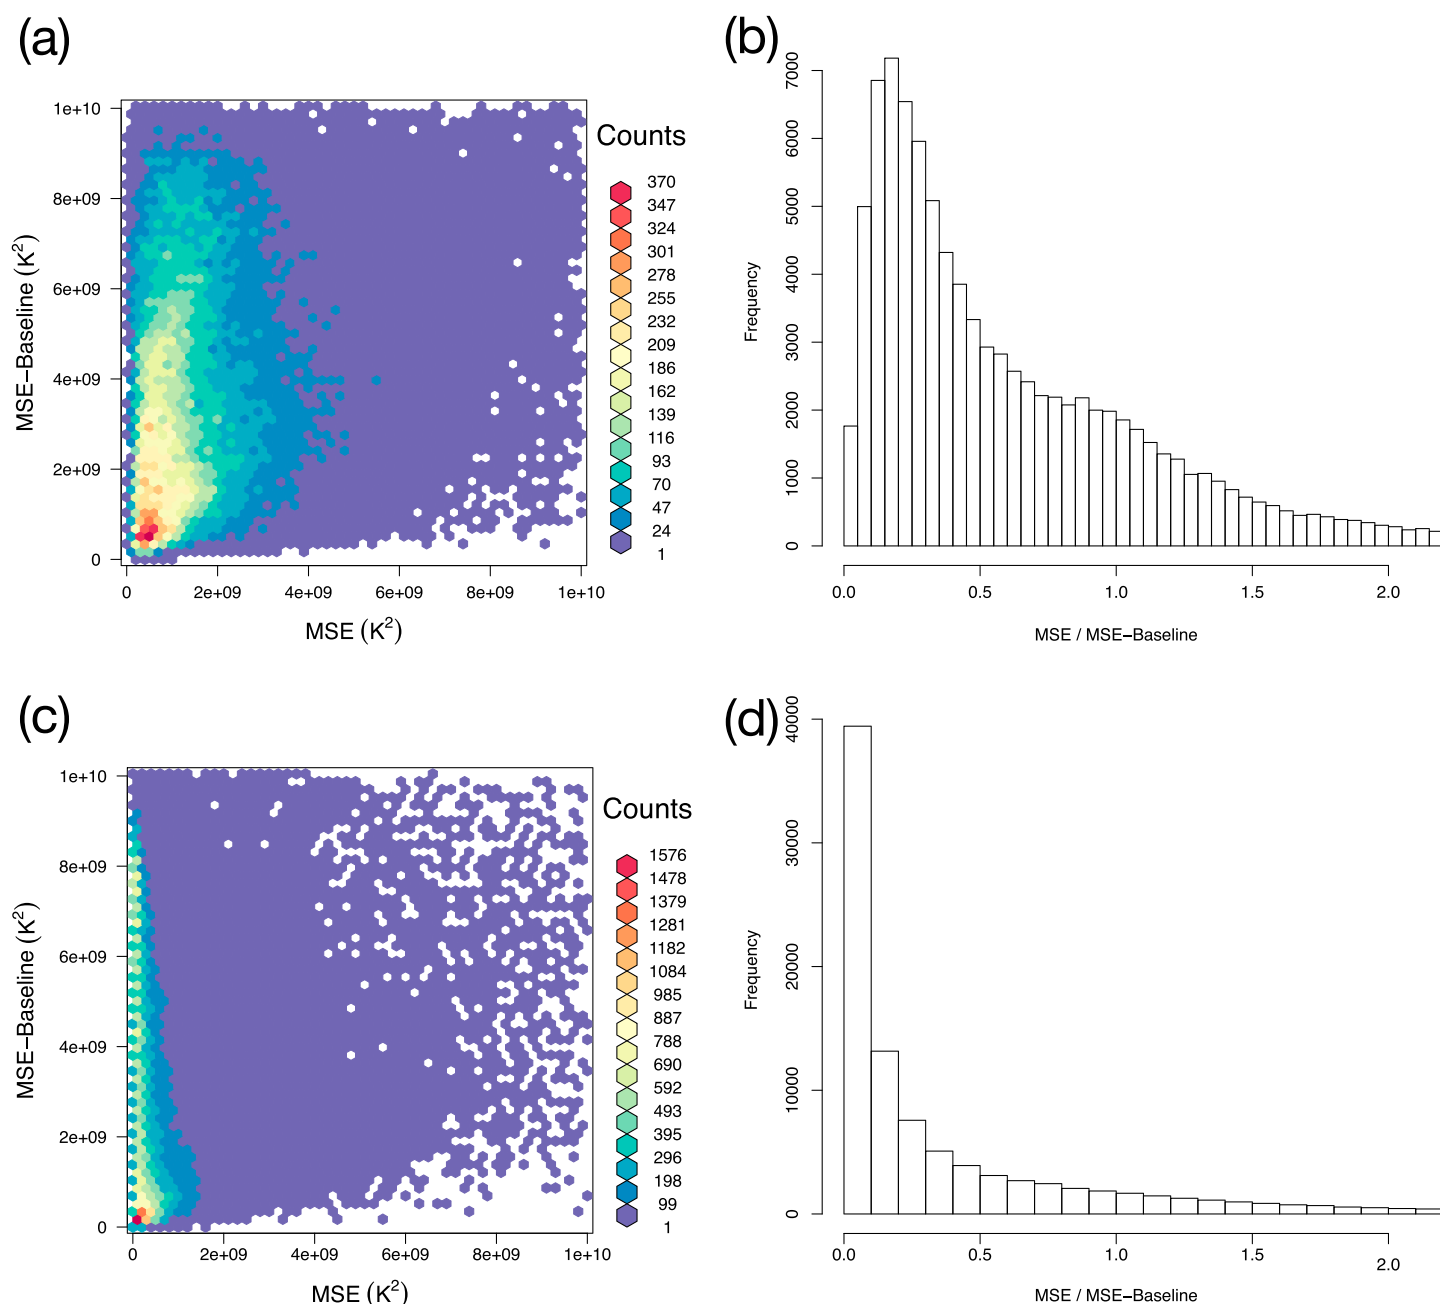 (a)
MSE−Baseline (K²)
1e+10
8e+09
6e+09
4e+09
2e+09
0
0 2e+09 4e+09 6e+09 8e+09 1e+10
MSE (K²)
Counts
370
347
324
301
278
255
232
209
186
162
139
116
93
70
47
24
1
(b)
Frequency
7000
6000
5000
4000
3000
2000
1000
0
0.0 0.5 1.0 1.5 2.0
MSE / MSE−Baseline
(c)
MSE−Baseline (K²)
1e+10
8e+09
6e+09
4e+09
2e+09
0
0 2e+09 4e+09 6e+09 8e+09 1e+10
MSE (K²)
Counts
1576
1478
1379
1281
1182
1084
985
887
788
690
592
493
395
296
198
99
1
(d)
Frequency
40000
30000
20000
10000
0
0.0 0.5 1.0 1.5 2.0
MSE / MSE−Baseline